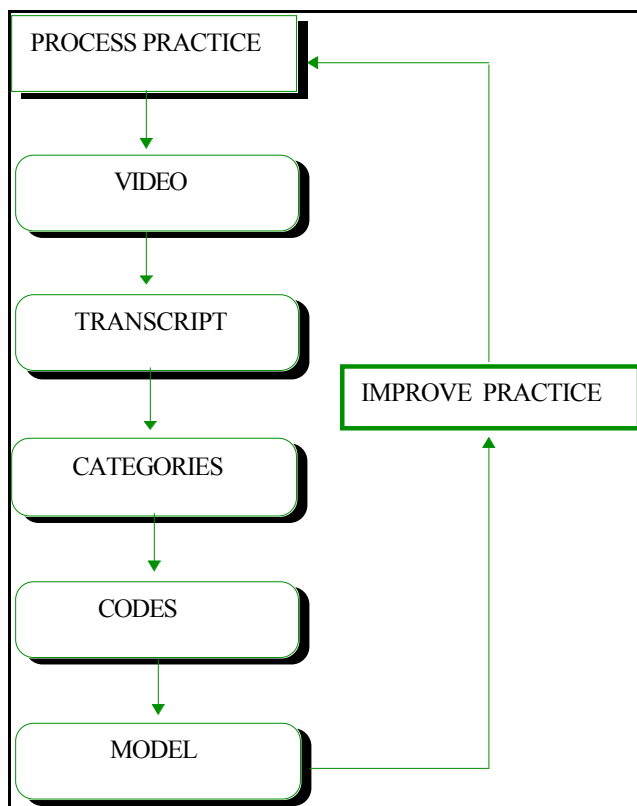 PROCESS PRACTICE
VIDEO
TRANSCRIPT
IMPROVE PRACTICE
CATEGORIES
CODES
MODEL